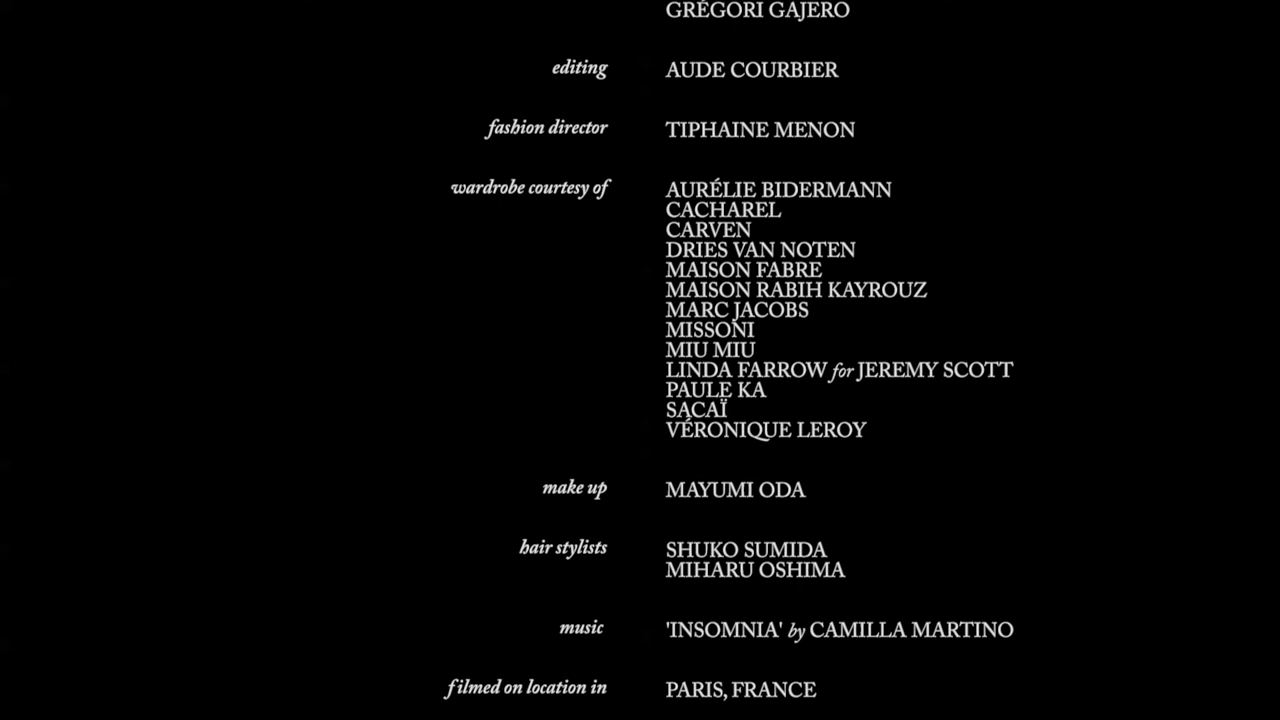 GRÉGORI GAJERO
editing AUDE COURBIER
fashion director TIPHAINE MENON
wardrobe courtesy of AURÉLIE BIDERMANN
CACHAREL
CARVEN
DRIES VAN NOTEN
MAISON FABRE
MAISON RABIH KAYROUZ
MARC JACOBS
MISSONI
MIU MIU
LINDA FARROW for JEREMY SCOTT
PAULE KA
SACAÏ
VÉRONIQUE LEROY
make up MAYUMI ODA
hair stylists SHUKO SUMIDA
MIHARU OSHIMA
music 'INSOMNIA' by CAMILLA MARTINO
filmed on location in PARIS, FRANCE